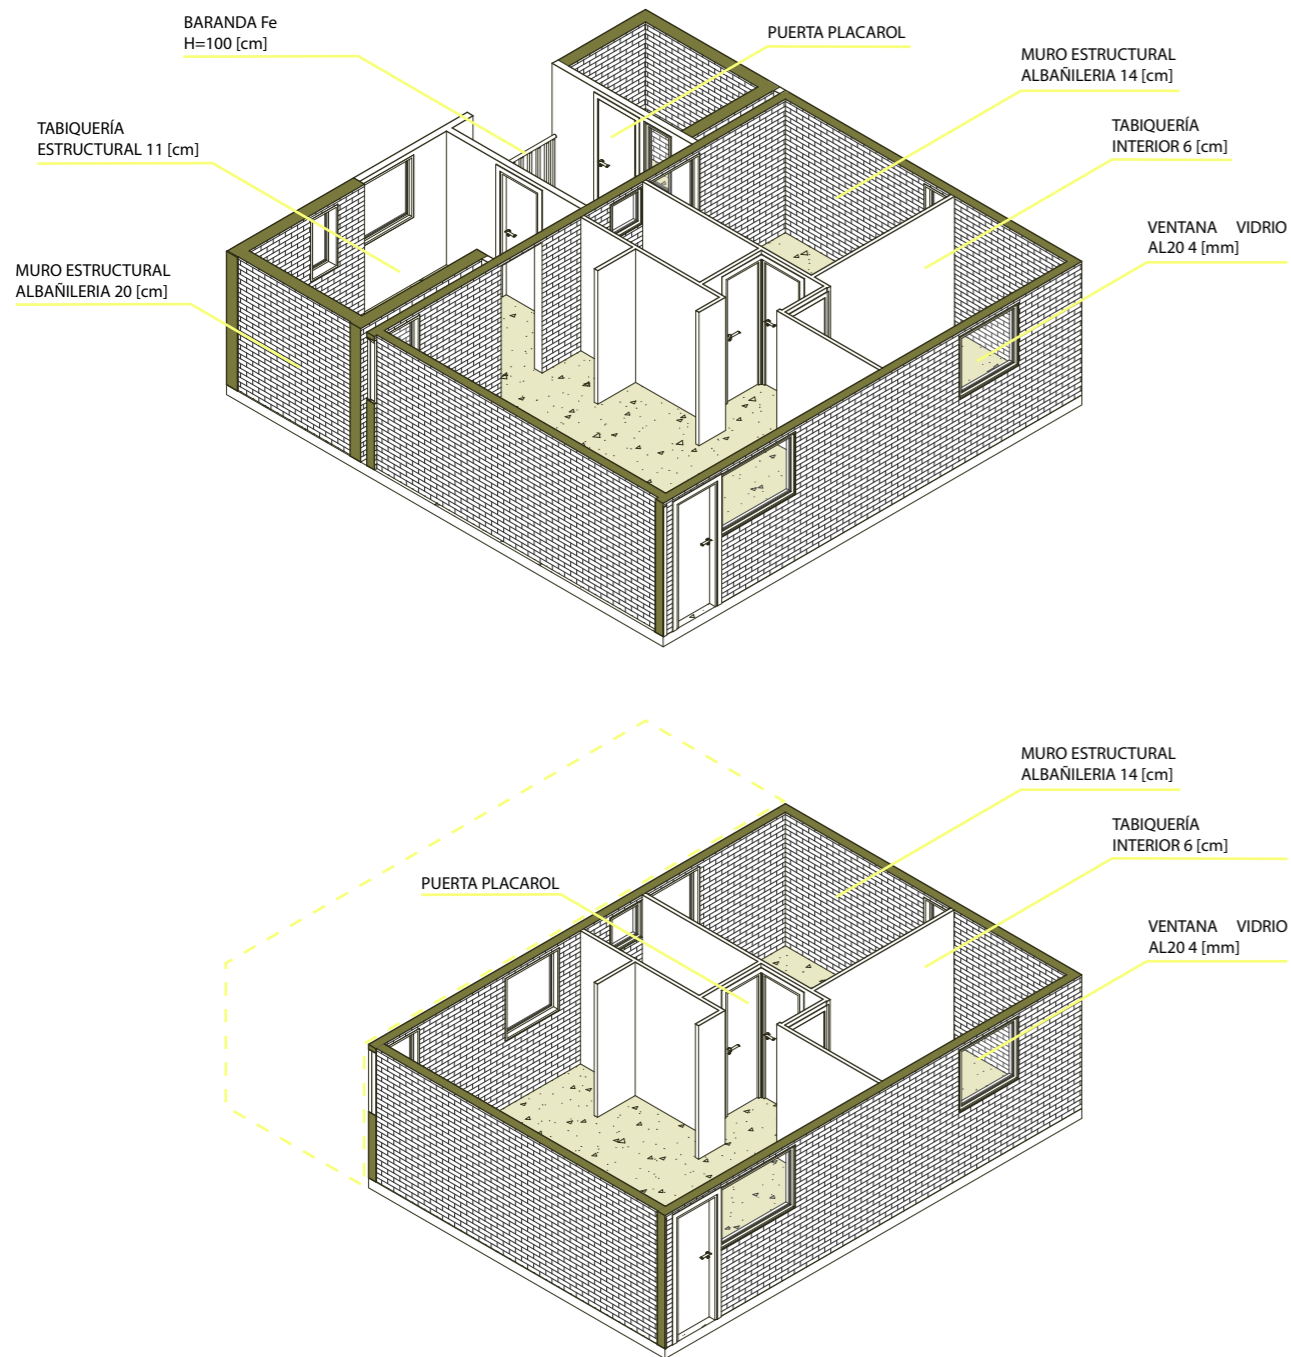 BARANDA Fe
H=100 [cm]
PUERTA PLACAROL
MURO ESTRUCTURAL
ALBAÑILERIA 14 [cm]
TABIQUERÍA
ESTRUCTURAL 11 [cm]
TABIQUERÍA
INTERIOR 6 [cm]
VENTANA VIDRIO
AL20 4 [mm]
MURO ESTRUCTURAL
ALBAÑILERIA 20 [cm]
MURO ESTRUCTURAL
ALBAÑILERIA 14 [cm]
TABIQUERÍA
INTERIOR 6 [cm]
PUERTA PLACAROL
VENTANA VIDRIO
AL20 4 [mm]